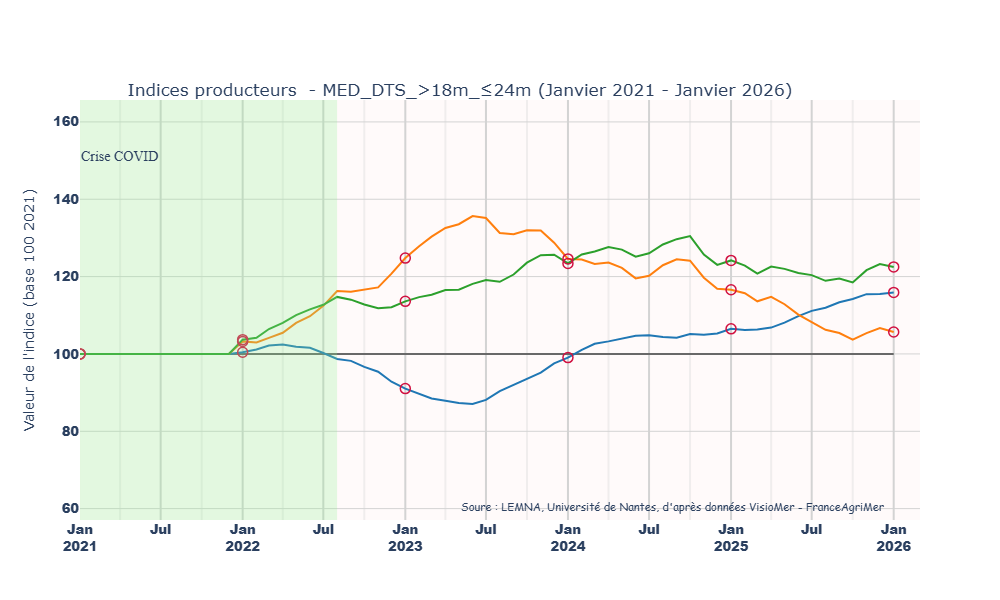 Indices producteurs - MED_DTS_>18m_≤24m (Janvier 2021 - Janvier 2026)
160
Crise COVID
140
120
100
80
60
Valeur de l'indice (base 100 2021)
Soure : LEMNA, Université de Nantes, d'après données VisioMer - FranceAgriMer
Jan Jul Jan Jul Jan Jul Jan Jul Jan Jul Jan
2021 2022 2023 2024 2025 2026